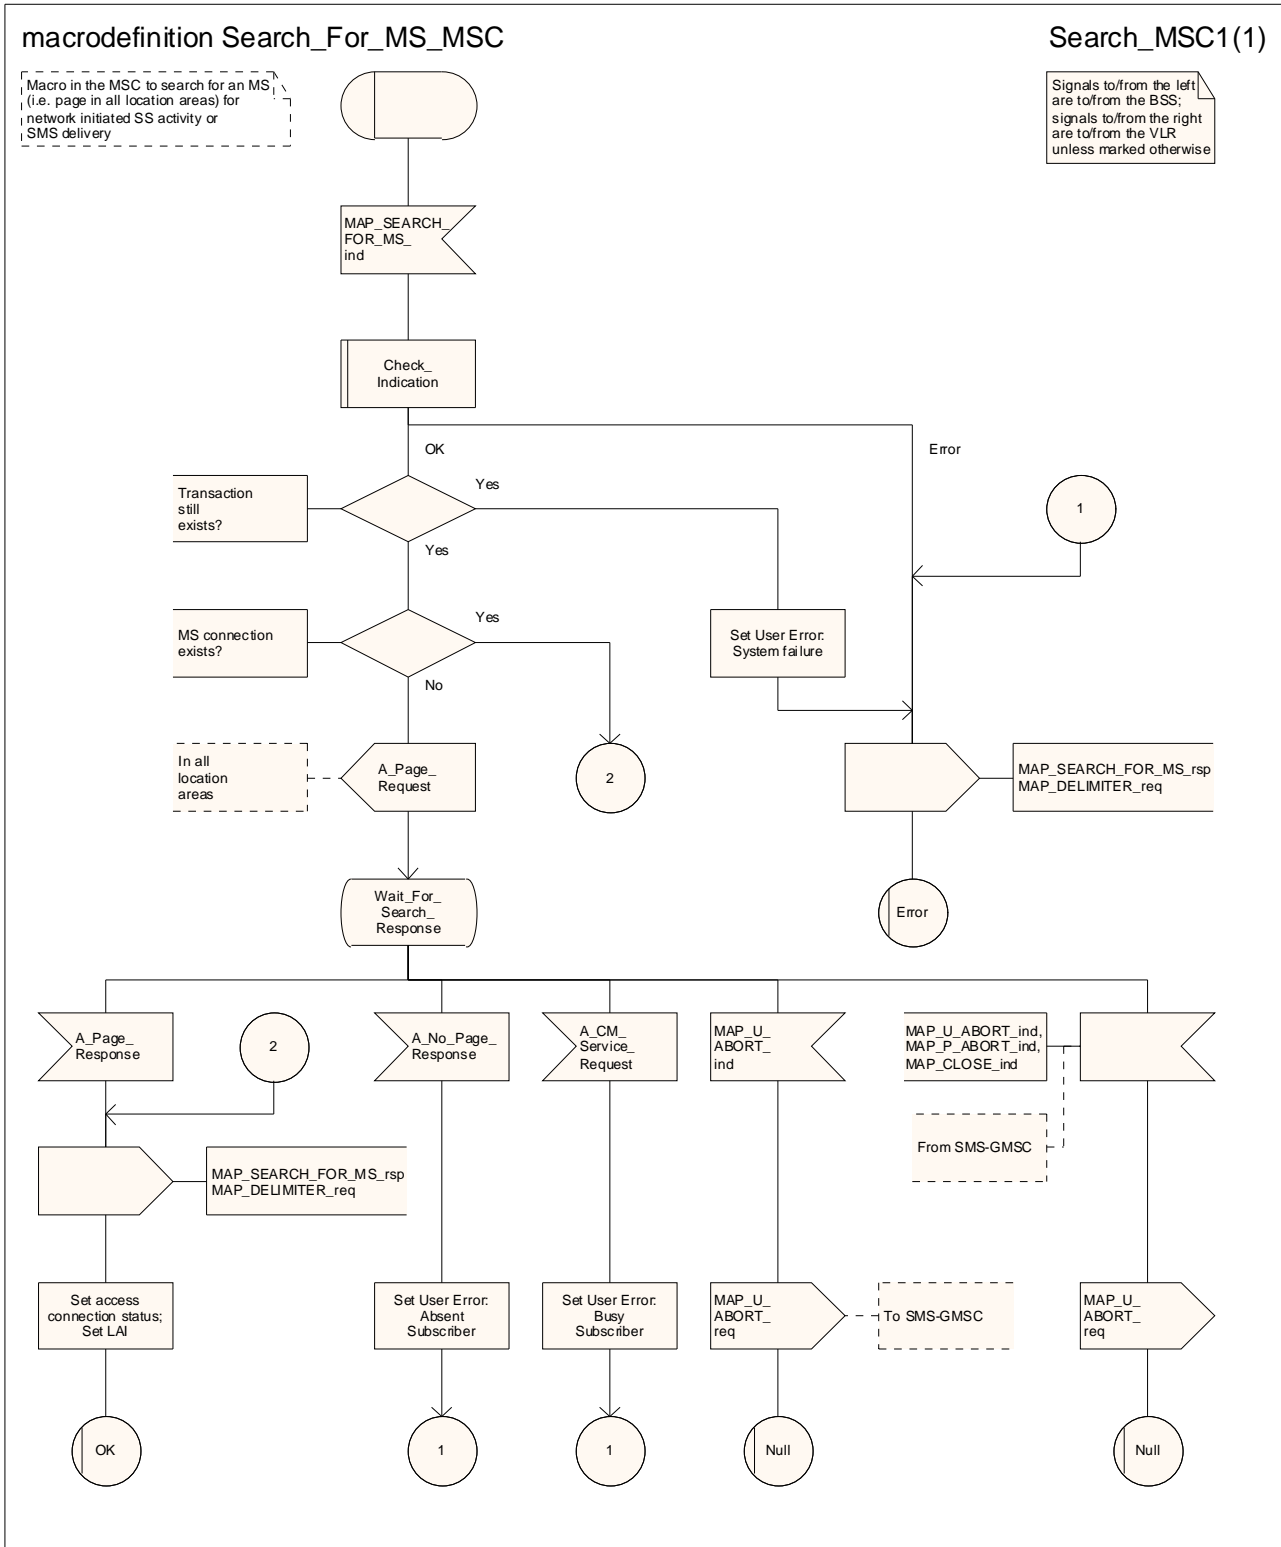 macrodefinition Search_For_MS_MSC
Search_MSC1(1)
Macro in the MSC to search for an MS
(i.e. page in all location areas) for
network initiated SS activity or
SMS delivery
Signals to/from the left
are to/from the BSS;
signals to/from the right
are to/from the VLR
unless marked otherwise
MAP_SEARCH_
FOR_MS_
ind
Check_
Indication
OK
Error
Transaction
still
exists?
Yes
1
Yes
MS connection
exists?
Yes
Set User Error:
System failure
No
In all
location
areas
A_Page_
Request
2
MAP_SEARCH_FOR_MS_rsp
MAP_DELIMITER_req
Wait_For_
Search_
Response
Error
A_Page_
Response
2
A_No_Page_
Response
A_CM_
Service_
Request
MAP_U_
ABORT_
ind
MAP_U_ABORT_ind,
MAP_P_ABORT_ind,
MAP_CLOSE_ind
From SMS-GMSC
MAP_SEARCH_FOR_MS_rsp
MAP_DELIMITER_req
Set access
connection status;
Set LAI
Set User Error:
Absent
Subscriber
Set User Error:
Busy
Subscriber
MAP_U_
ABORT_
req
To SMS-GMSC
MAP_U_
ABORT_
req
OK
1
1
Null
Null